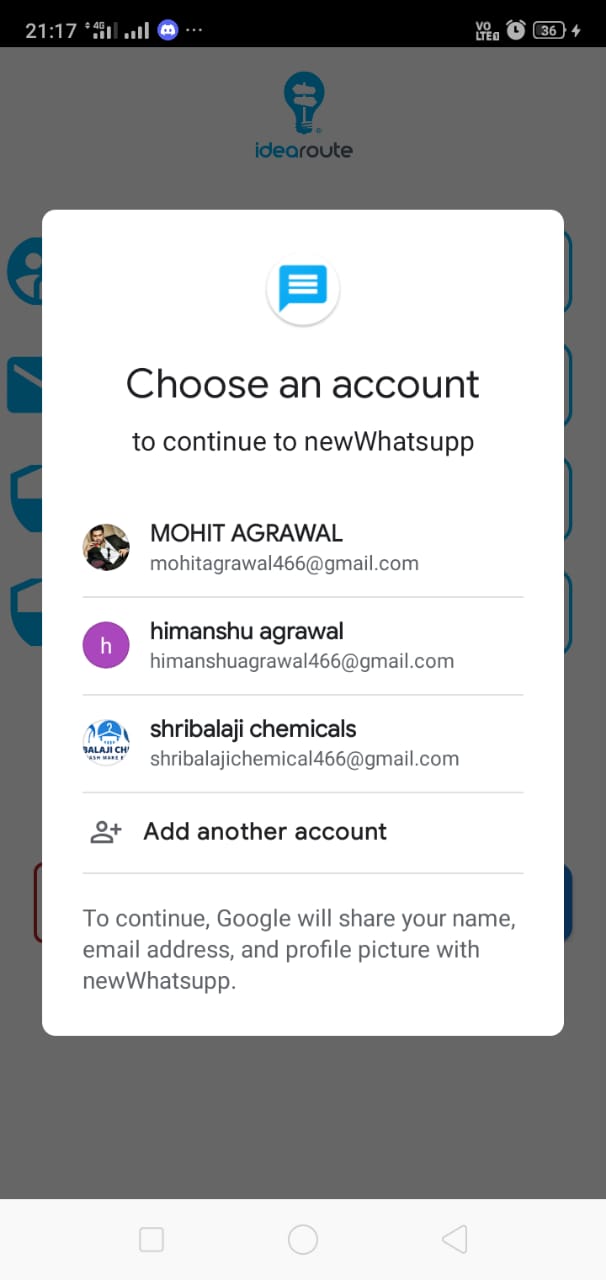 21:17 4G VO LTE 36
idearoute
Choose an account
to continue to newWhatsupp
MOHIT AGRAWAL
mohitagrawal466@gmail.com
h
himanshu agrawal
himanshuagrawal466@gmail.com
shribalaji chemicals
shribalajichemical466@gmail.com
BALAJI CH
Add another account
To continue, Google will share your name,
email address, and profile picture with
newWhatsupp.